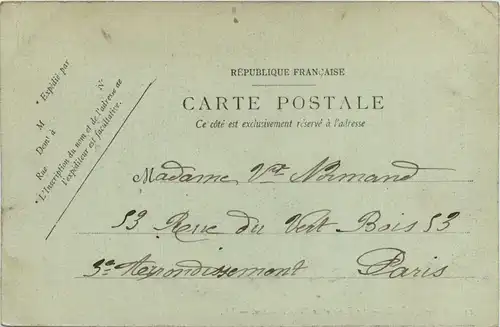 RÉPUBLIQUE FRANÇAISE
CARTE POSTALE
Ce côté est exclusivement réservé à l'adresse
* Expédié par
M
Demt à
Rue N°
* L'Inscription du nom et de l'adresse de
l'expéditeur est facultative.
Madame Vve Normand
53 Rue du Vert Bois 53
3e Arrondissement Paris